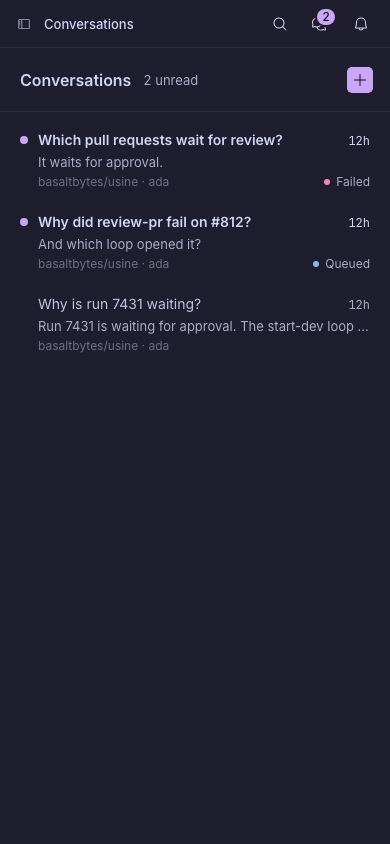 Conversations
2
Conversations 2 unread
Which pull requests wait for review? 12h
It waits for approval.
basaltbytes/usine · ada Failed
Why did review-pr fail on #812? 12h
And which loop opened it?
basaltbytes/usine · ada Queued
Why is run 7431 waiting? 12h
Run 7431 is waiting for approval. The start-dev loop ...
basaltbytes/usine · ada